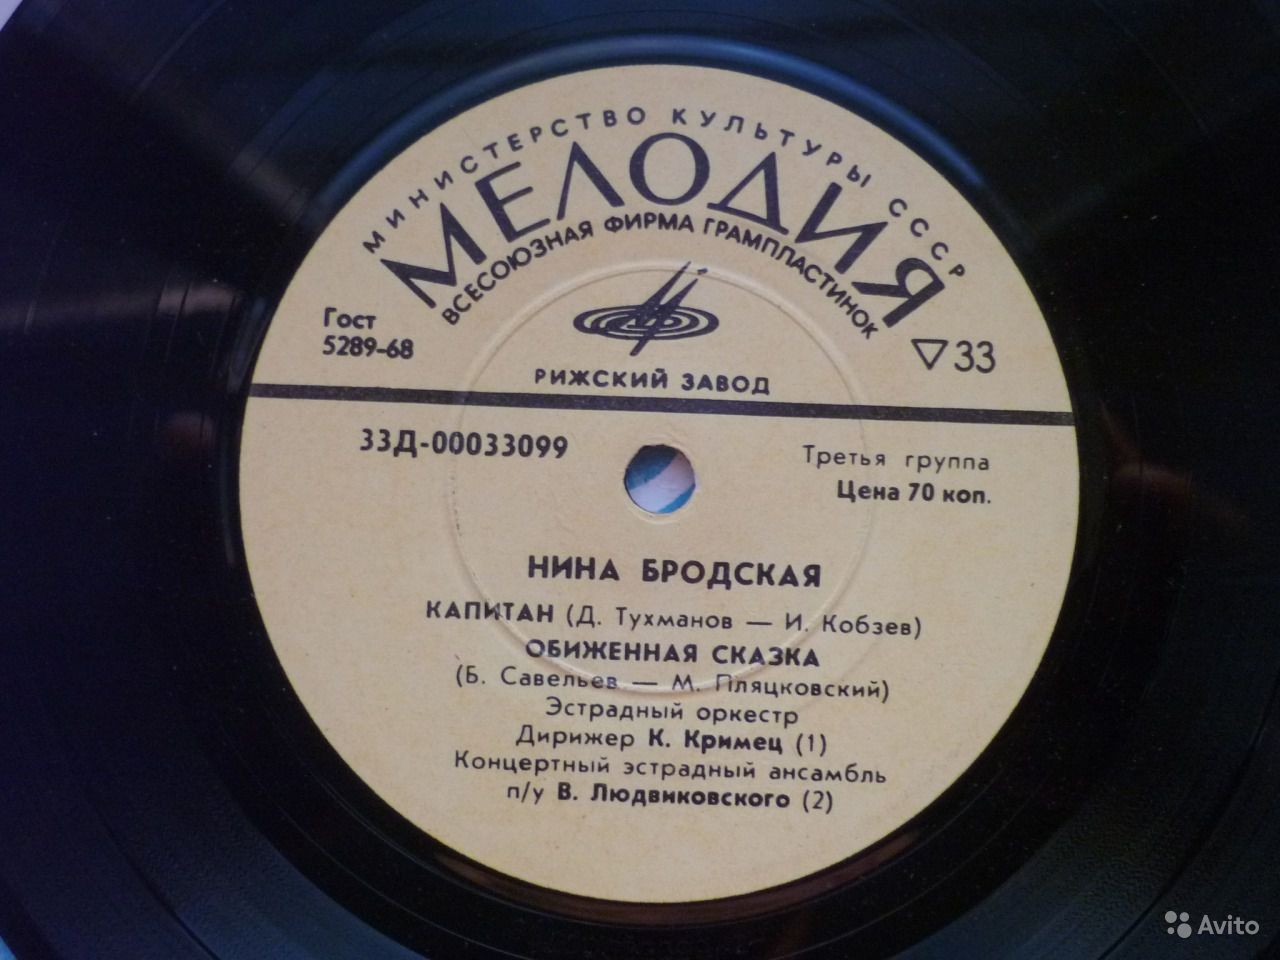 МИНИСТЕРСТВО КУЛЬТУРЫ СССР
МЕЛОДИЯ
ВСЕСОЮЗНАЯ ФИРМА ГРАМПЛАСТИНОК
Гост
5289-68
▽33
РИЖСКИЙ ЗАВОД
33Д-00033099
Третья группа
Цена 70 коп.
НИНА БРОДСКАЯ
КАПИТАН (Д. Тухманов — И. Кобзев)
ОБИЖЕННАЯ СКАЗКА
(Б. Савельев — М. Пляцковский)
Эстрадный оркестр
Дирижер К. Кримец (1)
Концертный эстрадный ансамбль
п/у В. Людвиковского (2)
Avito